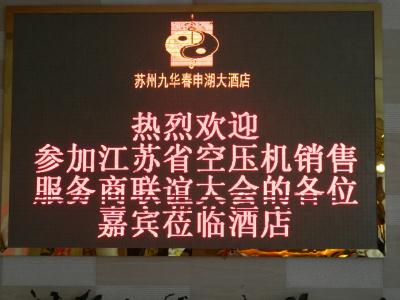 苏州九华春申湖大酒店
热烈欢迎
参加江苏省空压机销售
服务商联谊大会的各位
嘉宾莅临酒店